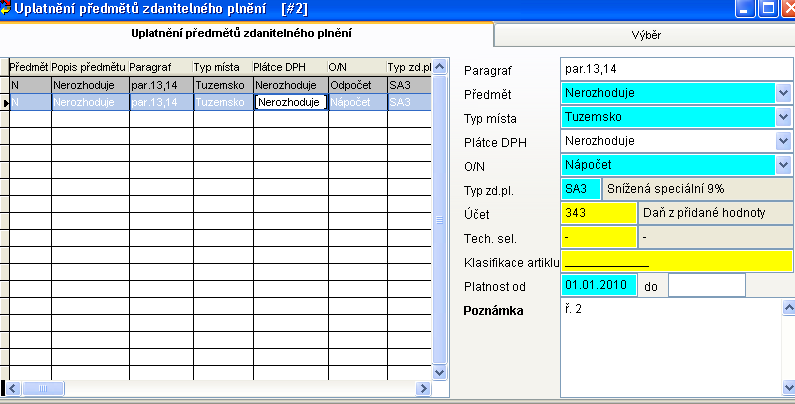 Uplatnění předmětů zdanitelného plnění [#2]
Uplatnění předmětů zdanitelného plnění
Výběr
Předmět Popis předmětu Paragraf Typ místa Plátce DPH O/N Typ zd.pl
N Nerozhoduje par.13,14 Tuzemsko Nerozhoduje Odpočet SA3
N Nerozhoduje par.13,14 Tuzemsko Nerozhoduje Nápočet SA3
Paragraf par.13,14
Předmět Nerozhoduje
Typ místa Tuzemsko
Plátce DPH Nerozhoduje
O/N Nápočet
Typ zd.pl. SA3 Snížená speciální 9%
Účet 343 Daň z přidané hodnoty
Tech. sel. - -
Klasifikace artiklu
Platnost od 01.01.2010 do
Poznámka ř. 2